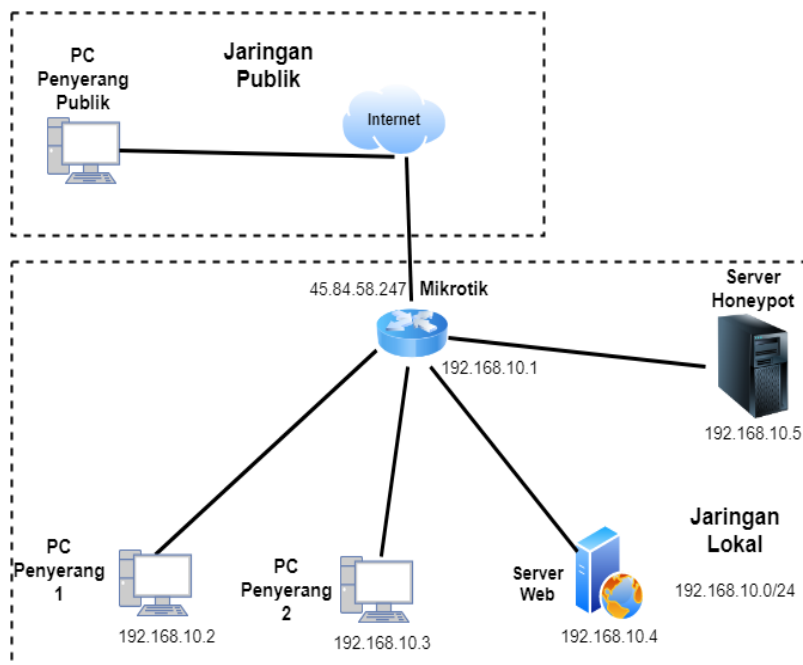 PC
Penyerang
Publik
Jaringan
Publik
Internet
45.84.58.247
Mikrotik
192.168.10.1
Server
Honeypot
192.168.10.5
PC
Penyerang
1
192.168.10.2
PC
Penyerang
2
192.168.10.3
Server
Web
192.168.10.4
Jaringan
Lokal
192.168.10.0/24